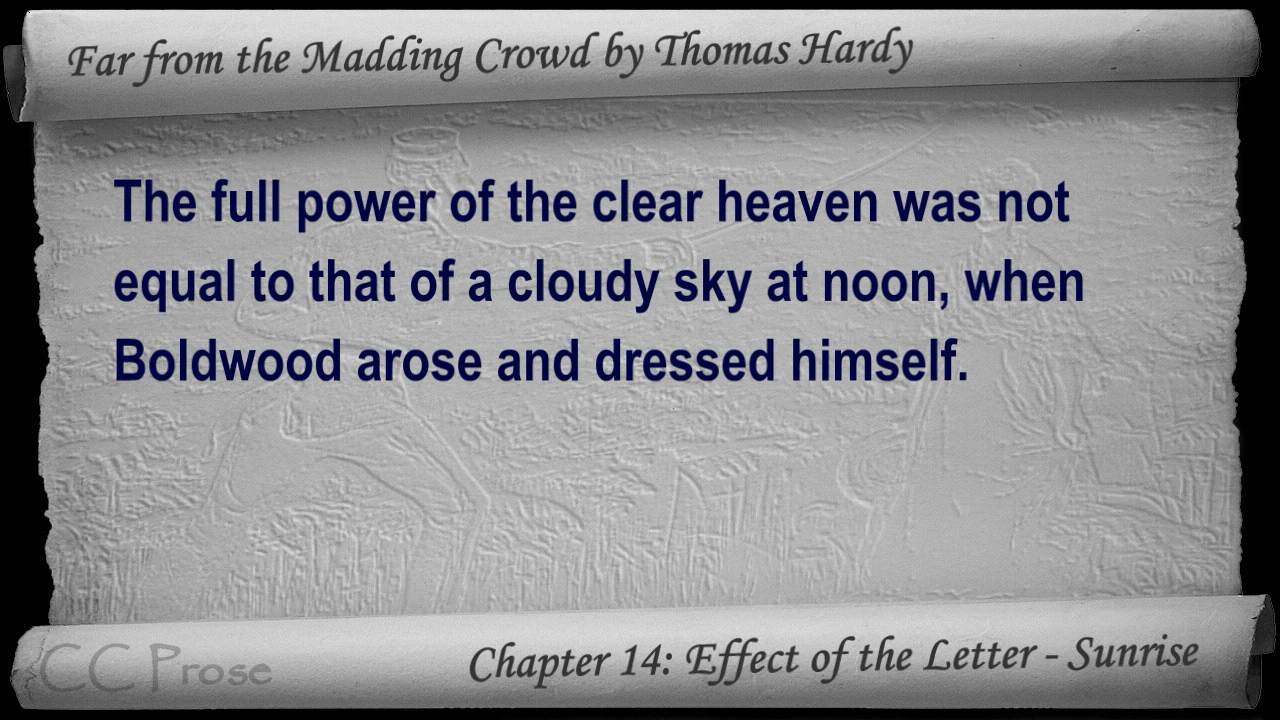 Far from the Madding Crowd by Thomas Hardy
The full power of the clear heaven was not
equal to that of a cloudy sky at noon, when
Boldwood arose and dressed himself.
CC Prose
Chapter 14: Effect of the Letter - Sunrise